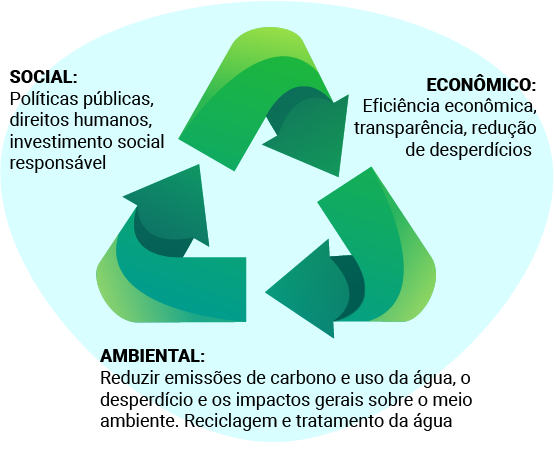 SOCIAL:
Políticas públicas,
direitos humanos,
investimento social
responsável
ECONÔMICO:
Eficiência econômica,
transparência, redução
de desperdícios
AMBIENTAL:
Reduzir emissões de carbono e uso da água, o
desperdício e os impactos gerais sobre o meio
ambiente. Reciclagem e tratamento da água